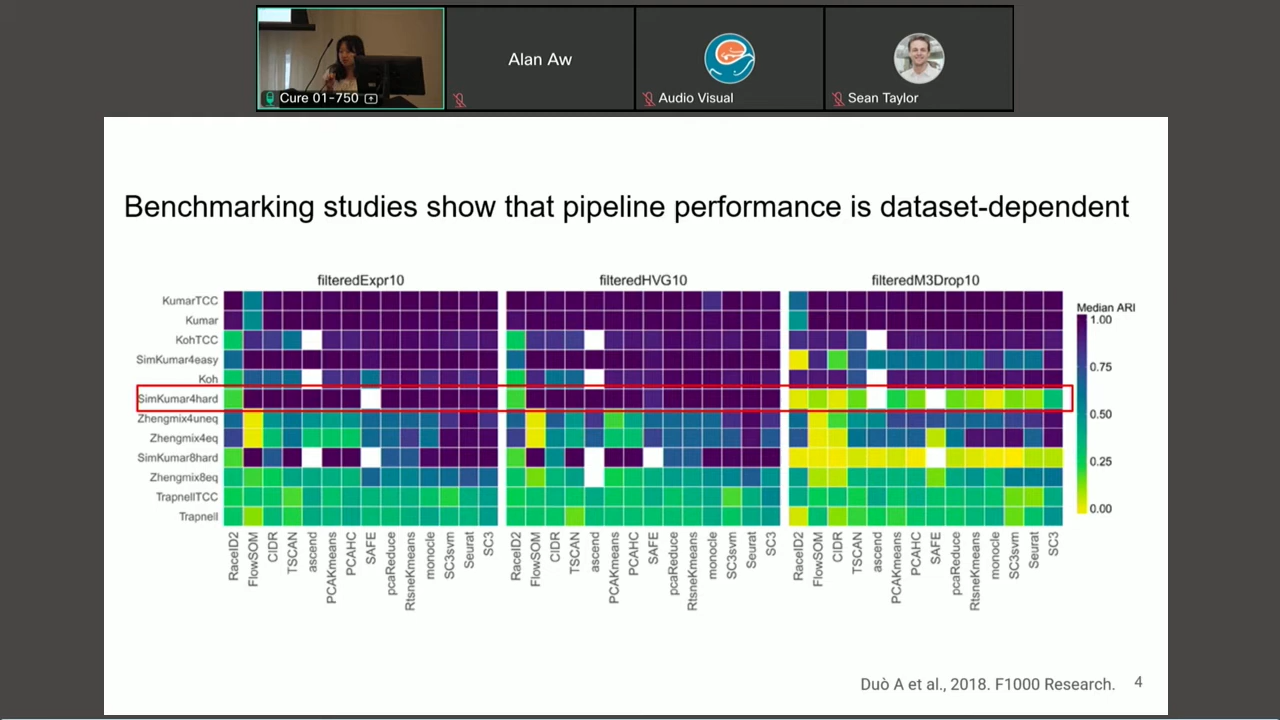 Alan Aw
Cure 01-750
Audio Visual
Sean Taylor
Benchmarking studies show that pipeline performance is dataset-dependent
filteredExpr10
filteredHVG10
filteredM3Drop10
KumarTCC
Kumar
KohTCC
SimKumar4easy
Koh
SimKumar4hard
Zhengmix4uneq
Zhengmix4eq
SimKumar8hard
Zhengmix8eq
TrapnellTCC
Trapnell
Median ARI
1.00
0.75
0.50
0.25
0.00
RaceID2
FlowSOM
CIDR
TSCAN
ascend
PCAKmeans
PCAHC
SAFE
pcaReduce
RtsneKmeans
monocle
SC3svm
Seurat
SC3
RaceID2
FlowSOM
CIDR
TSCAN
ascend
PCAKmeans
PCAHC
SAFE
pcaReduce
RtsneKmeans
monocle
SC3svm
Seurat
SC3
RaceID2
FlowSOM
CIDR
TSCAN
ascend
PCAKmeans
PCAHC
SAFE
pcaReduce
RtsneKmeans
monocle
SC3svm
Seurat
SC3
Duò A et al., 2018. F1000 Research.
4